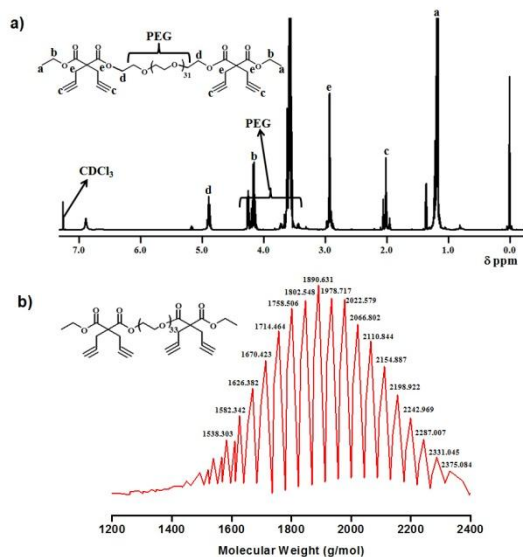 a)
PEG
b
O O
O O
b
a O O O O O O O a
d 31 d
e e e e
c c c c
a
PEG
e
CDCl3
b
c
d
7.0 6.0 5.0 4.0 3.0 2.0 1.0 0.0
δ ppm
b)
O O O O
O O O O O
33
1890.631
1802.548 1978.717
1758.506 2022.579
1714.464 2066.802
1670.423 2110.844
1626.382 2154.887
1582.342 2198.922
1538.303 2242.969
2287.007
2331.045
2375.084
1200 1400 1600 1800 2000 2200 2400
Molecular Weight (g/mol)